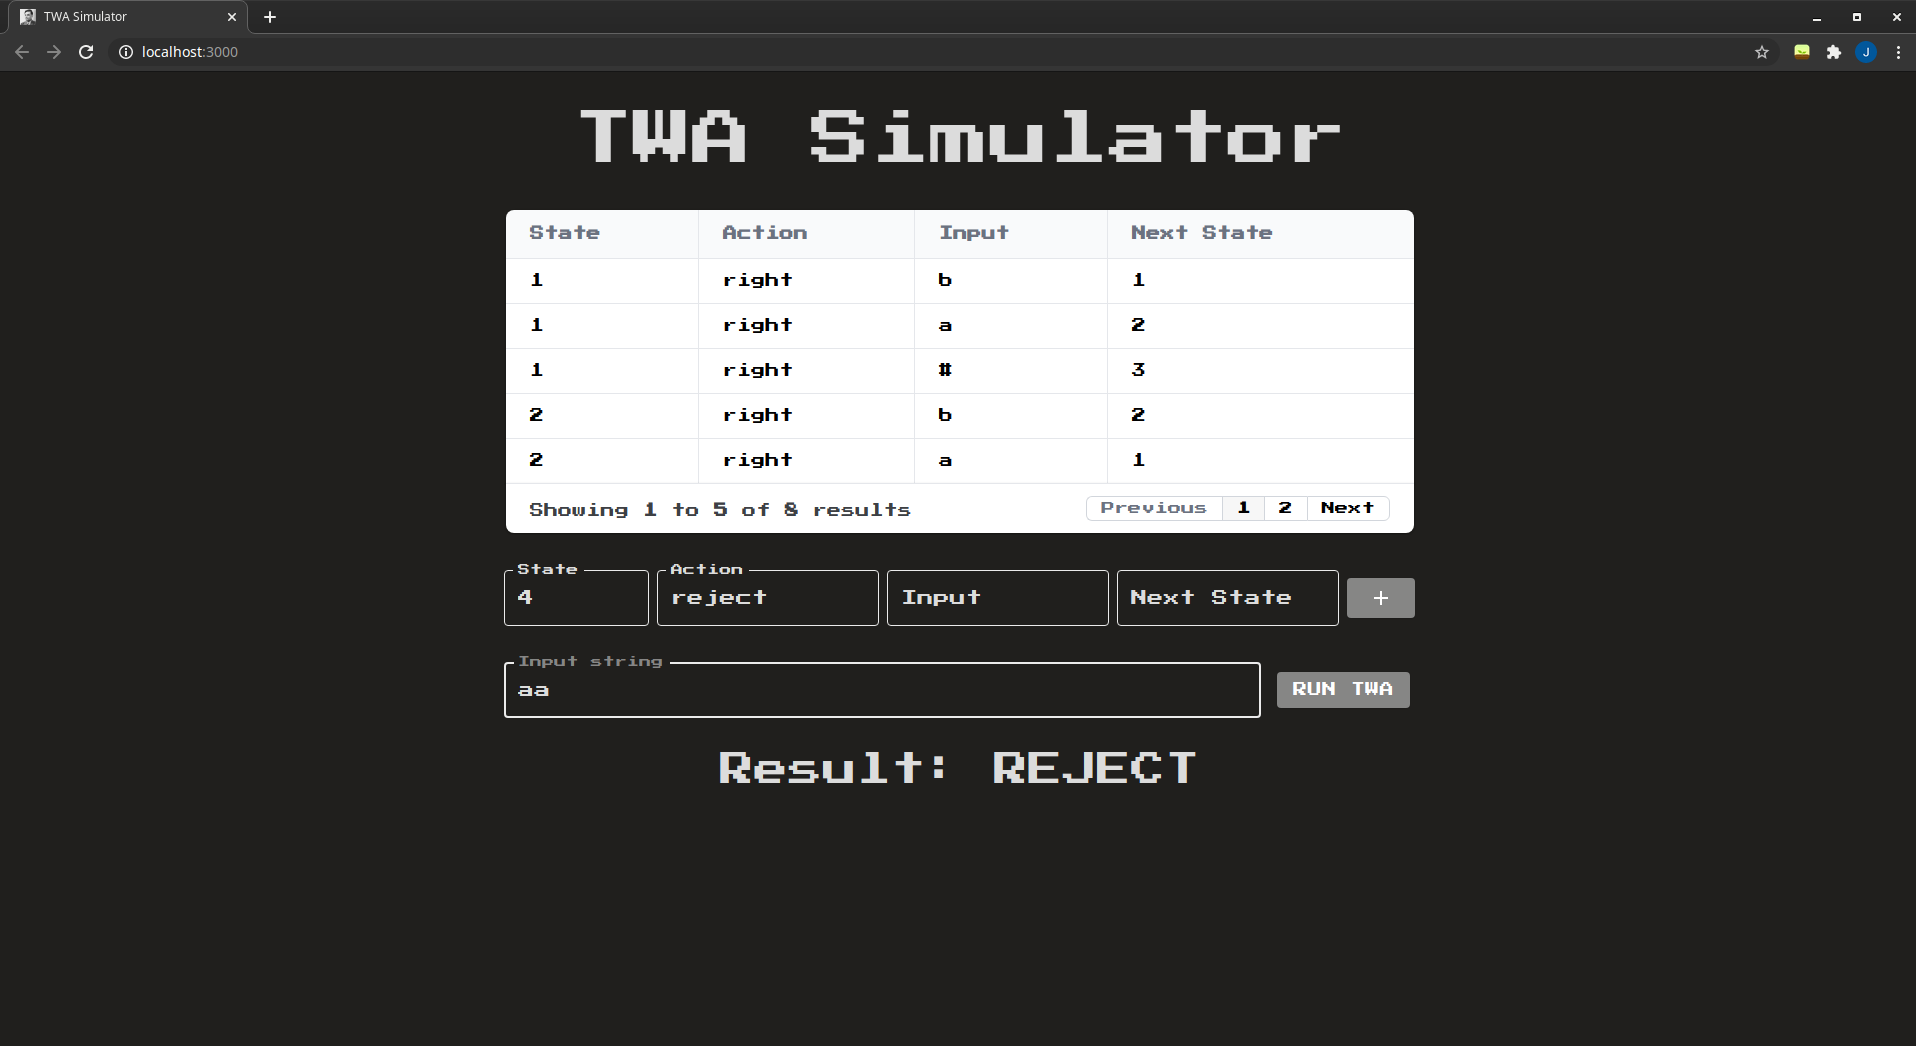 TWA Simulator
localhost:3000
J
TWA Simulator
State Action Input Next State
1 right b 1
1 right a 2
1 right # 3
2 right b 2
2 right a 1
Showing 1 to 5 of 8 results Previous 1 2 Next
State Action
4 reject Input Next State +
Input string
aa RUN TWA
Result: REJECT